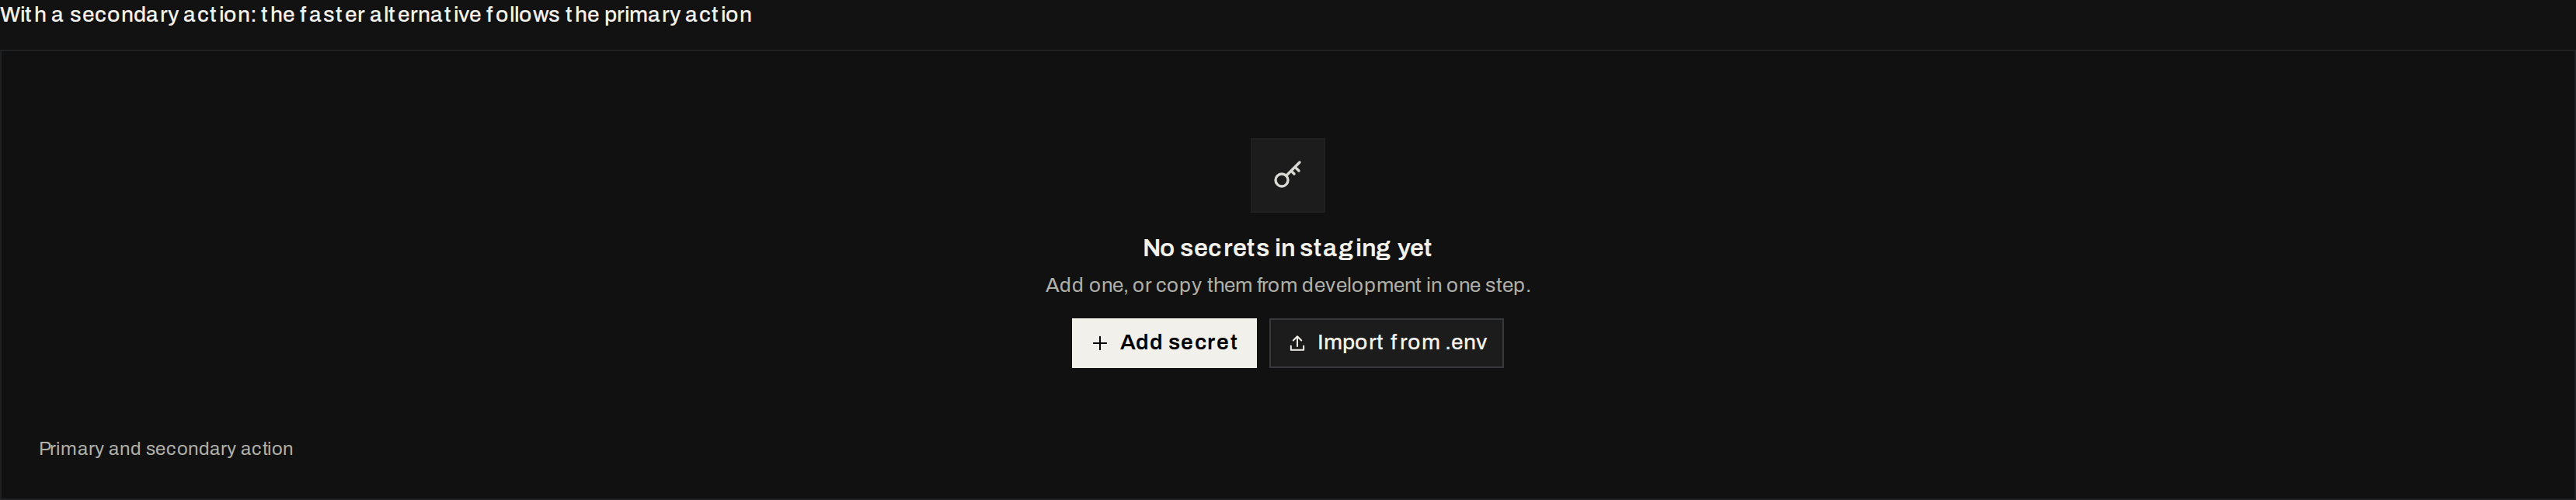 With a secondary action: the faster alternative follows the primary action
No secrets in staging yet
Add one, or copy them from development in one step.
Add secret
Import from .env
Primary and secondary action